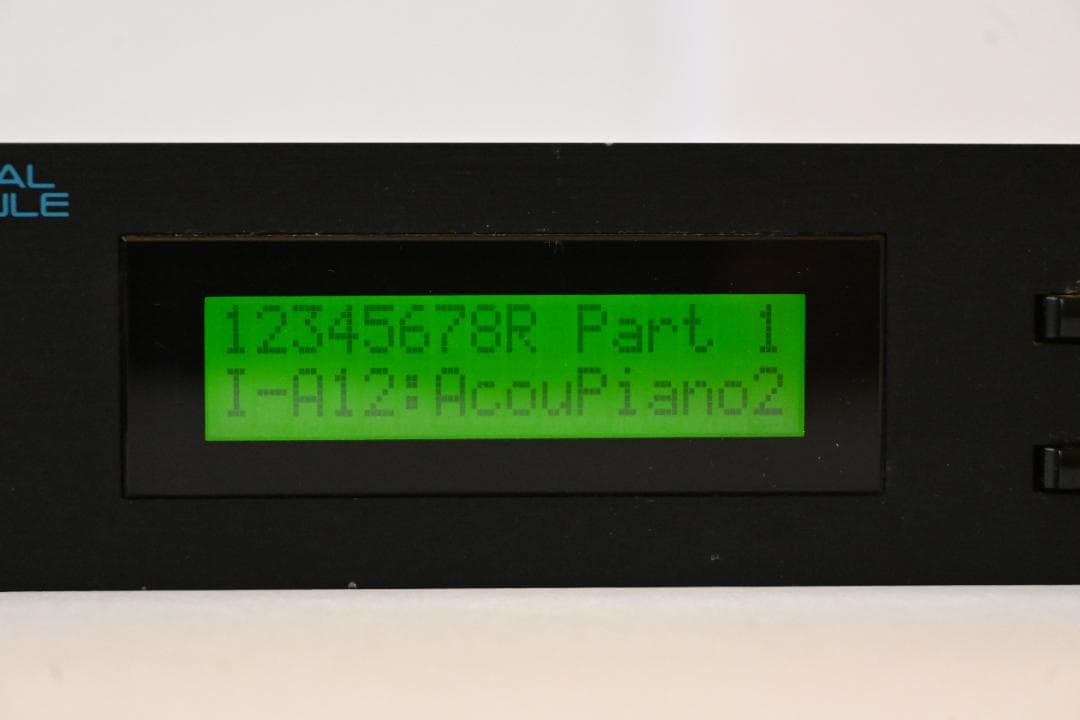 AL
ULE
12345678R Part 1
I-A12:AcouPiano2